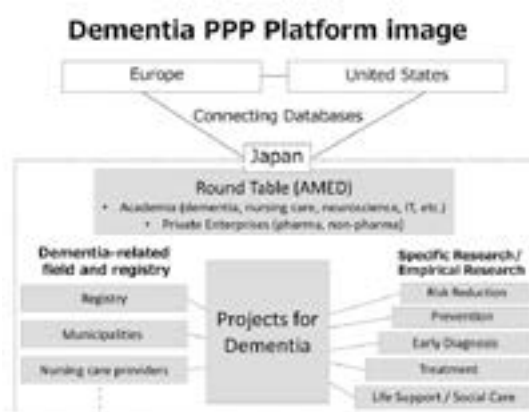 Dementia PPP Platform image
Europe
United States
Connecting Databases
Japan
Round Table (AMED)
• Academia (dementia, nursing care, neuroscience, IT, etc.)
• Private Enterprises (pharma, non-pharma)
Dementia-related
field and registry
Registry
Municipalities
Nursing care providers
Projects for
Dementia
Specific Research/
Empirical Research
Risk Reduction
Prevention
Early Diagnosis
Treatment
Life Support / Social Care